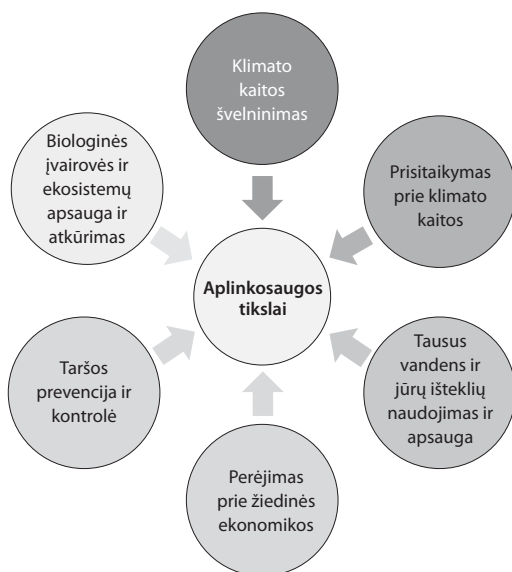 Klimato
kaitos
švelninimas
Prisitaikymas
prie klimato
kaitos
Tausus
vandens ir
jūrų išteklių
naudojimas ir
apsauga
Perėjimas
prie žiedinės
ekonomikos
Taršos
prevencija ir
kontrolė
Biologinės
įvairovės ir
ekosistemų
apsauga ir
atkūrimas
Aplinkosaugos
tikslai